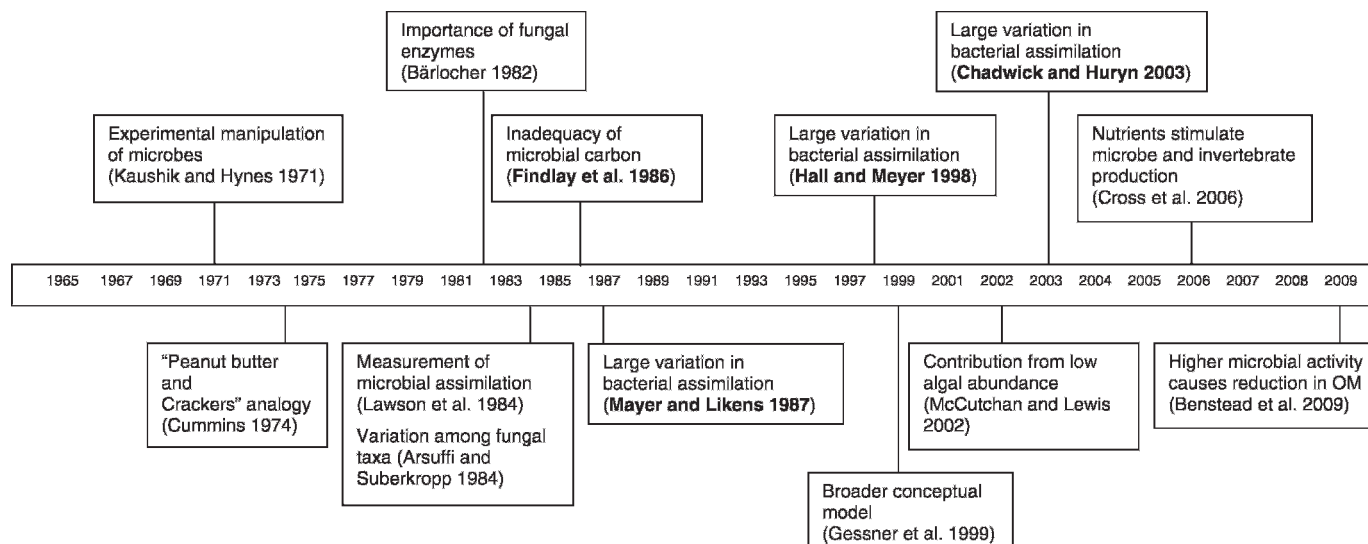 Importance of fungal
enzymes
(Bärlocher 1982)
Large variation in
bacterial assimilation
(Chadwick and Huryn 2003)
Experimental manipulation
of microbes
(Kaushik and Hynes 1971)
Inadequacy of
microbial carbon
(Findlay et al. 1986)
Large variation in
bacterial assimilation
(Hall and Meyer 1998)
Nutrients stimulate
microbe and invertebrate
production
(Cross et al. 2006)
1965 1967 1969 1971 1973 1975 1977 1979 1981 1983 1985 1987 1989 1991 1993 1995 1997 1999 2001 2002 2003 2004 2005 2006 2007 2008 2009
"Peanut butter
and
Crackers" analogy
(Cummins 1974)
Measurement of
microbial assimilation
(Lawson et al. 1984)
Variation among fungal
taxa (Arsuffi and
Suberkropp 1984)
Large variation in
bacterial assimilation
(Mayer and Likens 1987)
Broader conceptual
model
(Gessner et al. 1999)
Contribution from low
algal abundance
(McCutchan and Lewis
2002)
Higher microbial activity
causes reduction in OM
(Benstead et al. 2009)